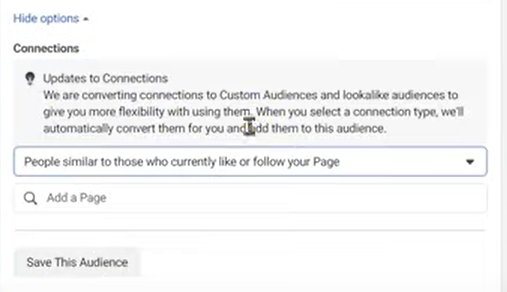 Hide options
Connections
Updates to Connections
We are converting connections to Custom Audiences and lookalike audiences to
give you more flexibility with using them. When you select a connection type, we'll
automatically convert them for you and add them to this audience.
People similar to those who currently like or follow your Page
Add a Page
Save This Audience